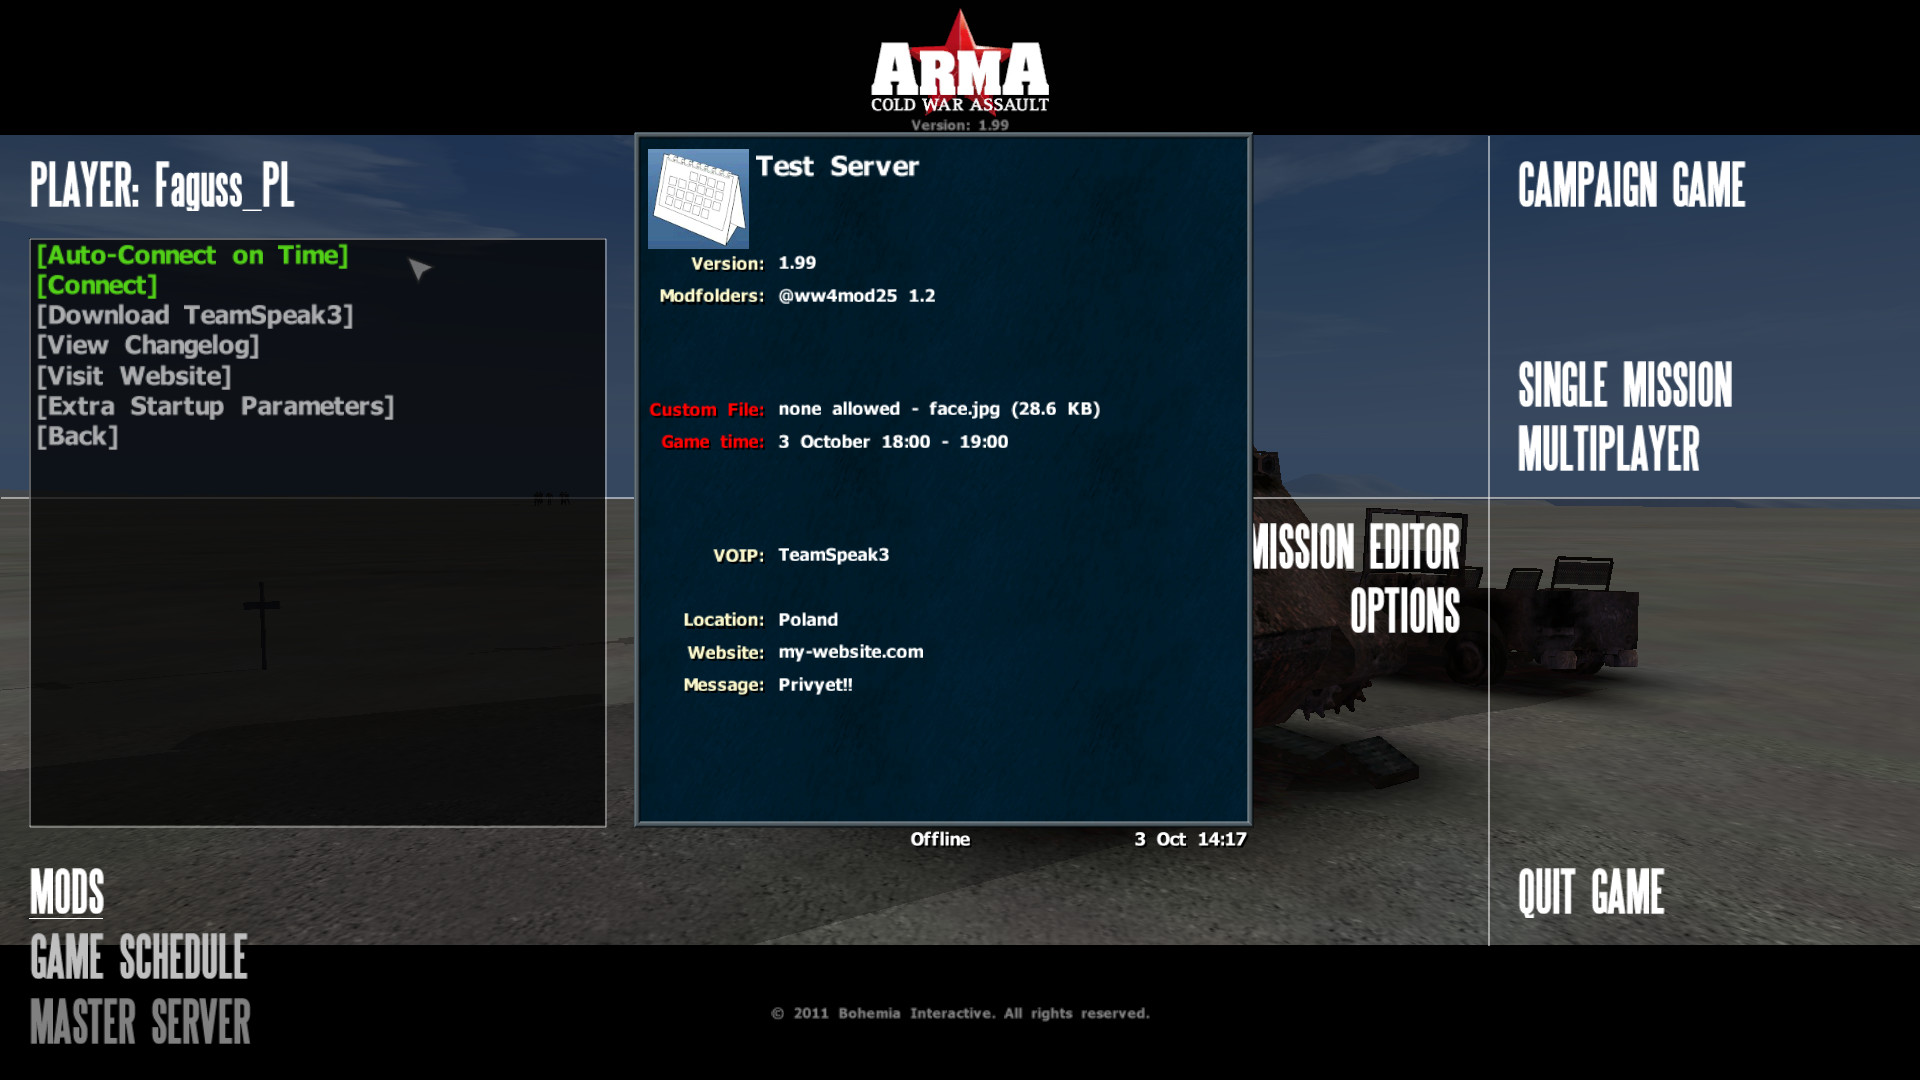 ARMA
COLD WAR ASSAULT
Version: 1.99
PLAYER: Faguss_PL
[Auto-Connect on Time]
[Connect]
[Download TeamSpeak3]
[View Changelog]
[Visit Website]
[Extra Startup Parameters]
[Back]
Test Server
Version: 1.99
Modfolders: @ww4mod25 1.2
Custom File: none allowed - face.jpg (28.6 KB)
Game time: 3 October 18:00 - 19:00
VOIP: TeamSpeak3
Location: Poland
Website: my-website.com
Message: Privyet!!
Offline 3 Oct 14:17
CAMPAIGN GAME
SINGLE MISSION
MULTIPLAYER
MISSION EDITOR
OPTIONS
QUIT GAME
MODS
GAME SCHEDULE
MASTER SERVER
© 2011 Bohemia Interactive. All rights reserved.